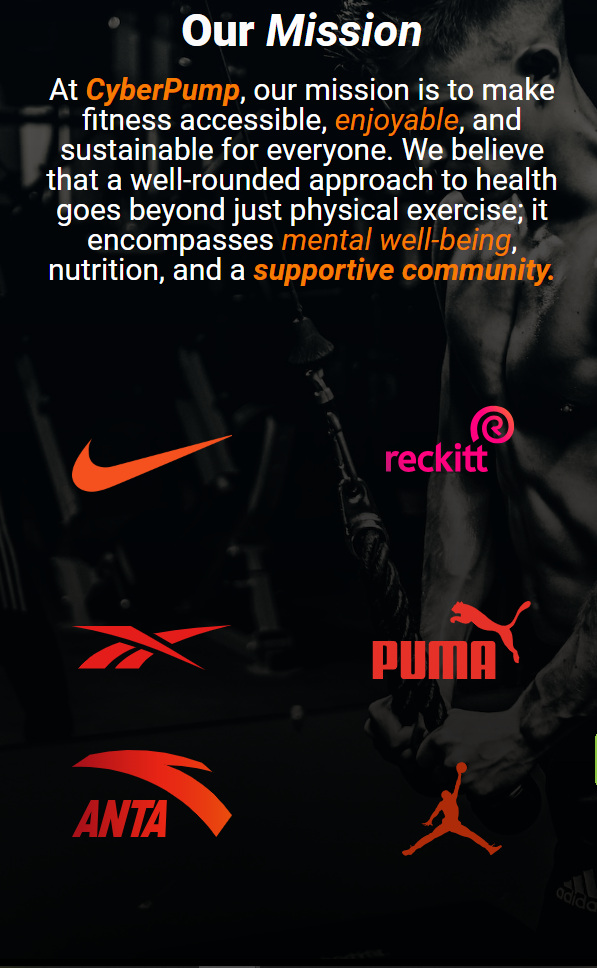 Our Mission
At CyberPump, our mission is to make
fitness accessible, enjoyable, and
sustainable for everyone. We believe
that a well-rounded approach to health
goes beyond just physical exercise; it
encompasses mental well-being,
nutrition, and a supportive community.
reckitt
PUMA
ANTA
adidas